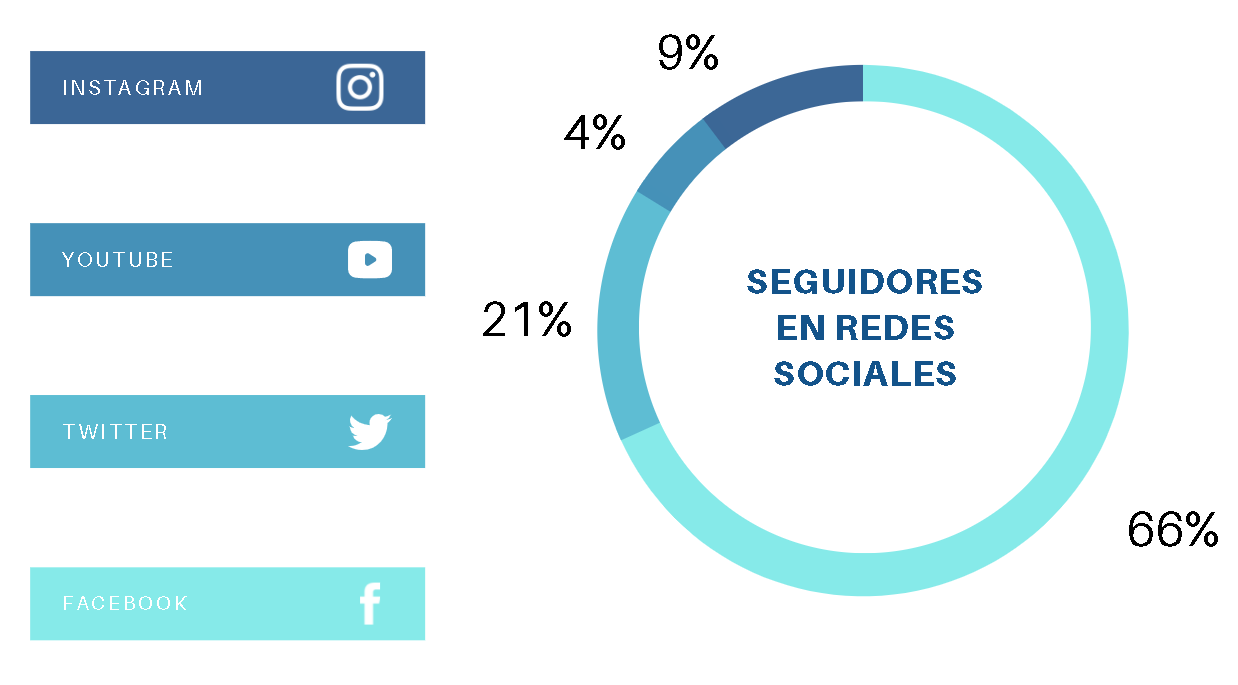 INSTAGRAM
YOUTUBE
TWITTER
FACEBOOK
9%
4%
21%
66%
SEGUIDORES
EN REDES
SOCIALES